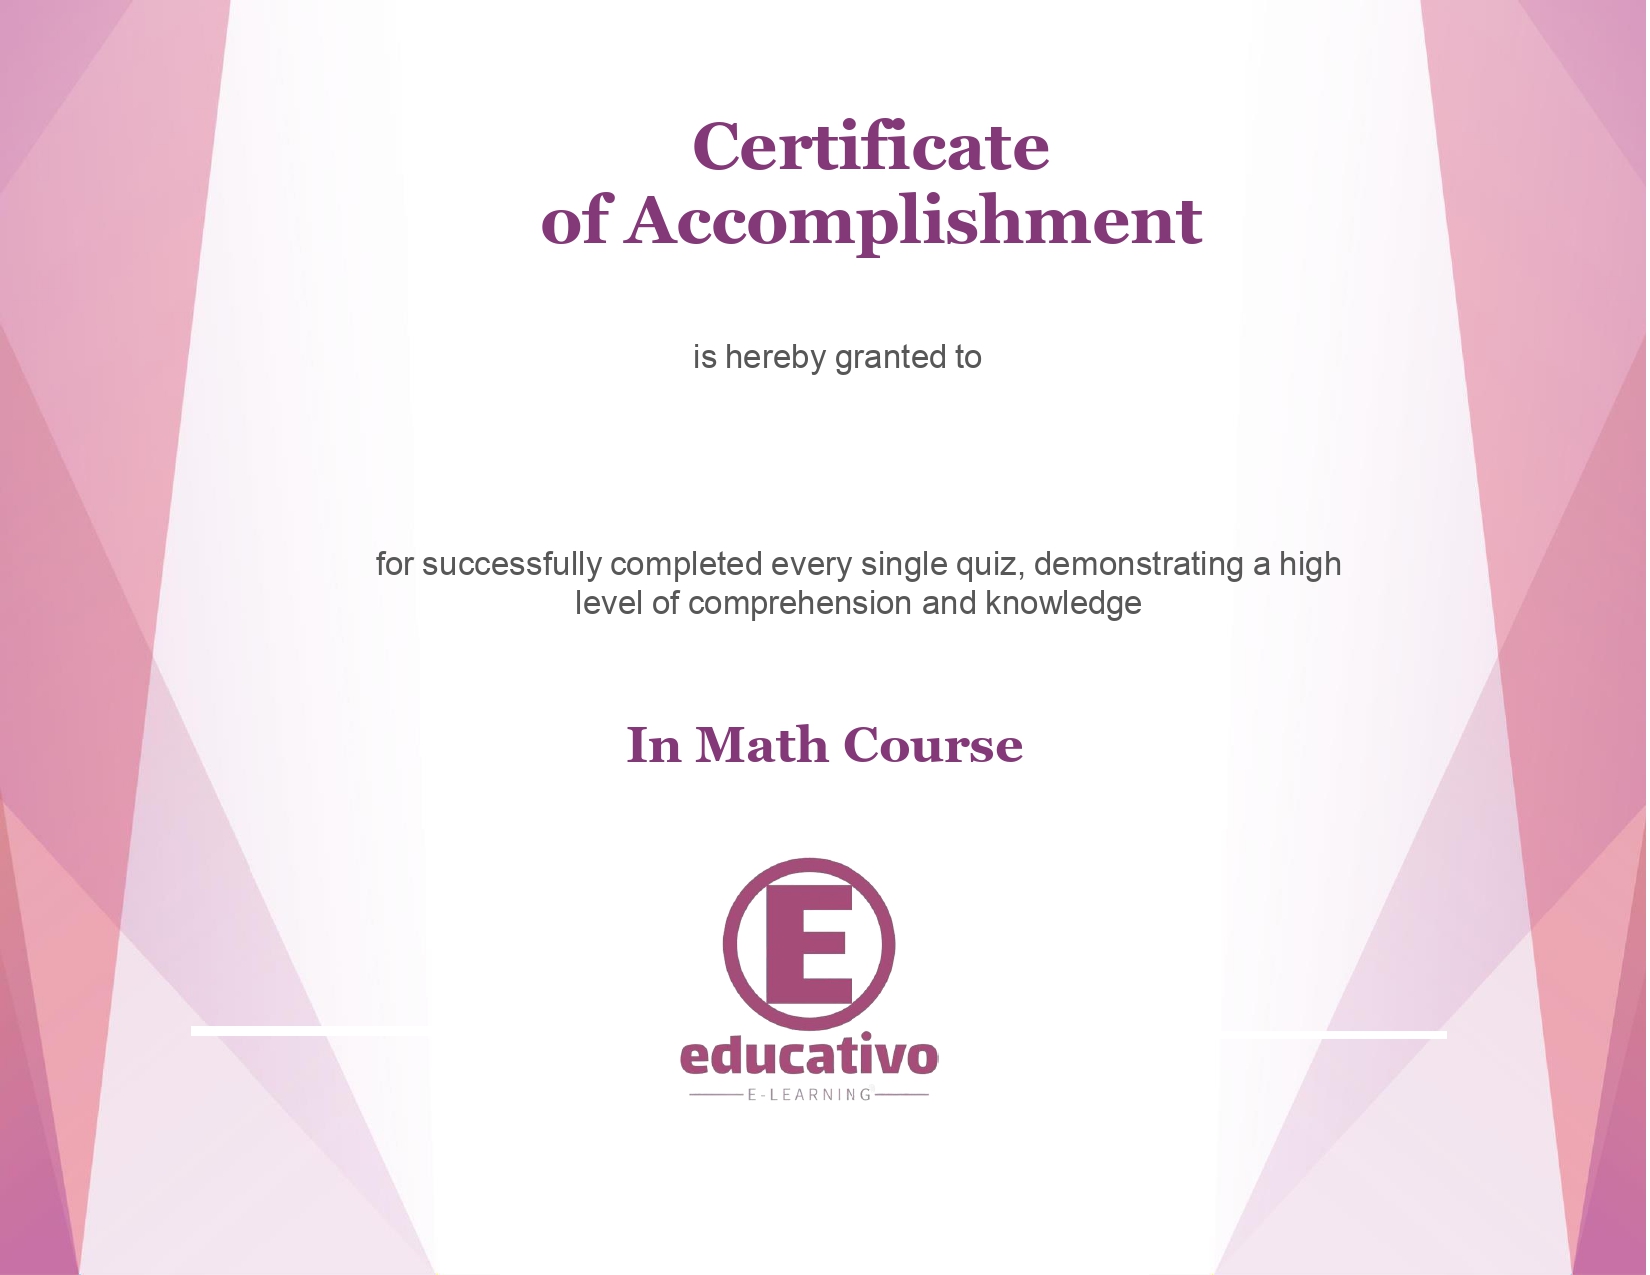 Certificate
of Accomplishment
is hereby granted to
for successfully completed every single quiz, demonstrating a high
level of comprehension and knowledge
In Math Course
E
educativo
E-LEARNING